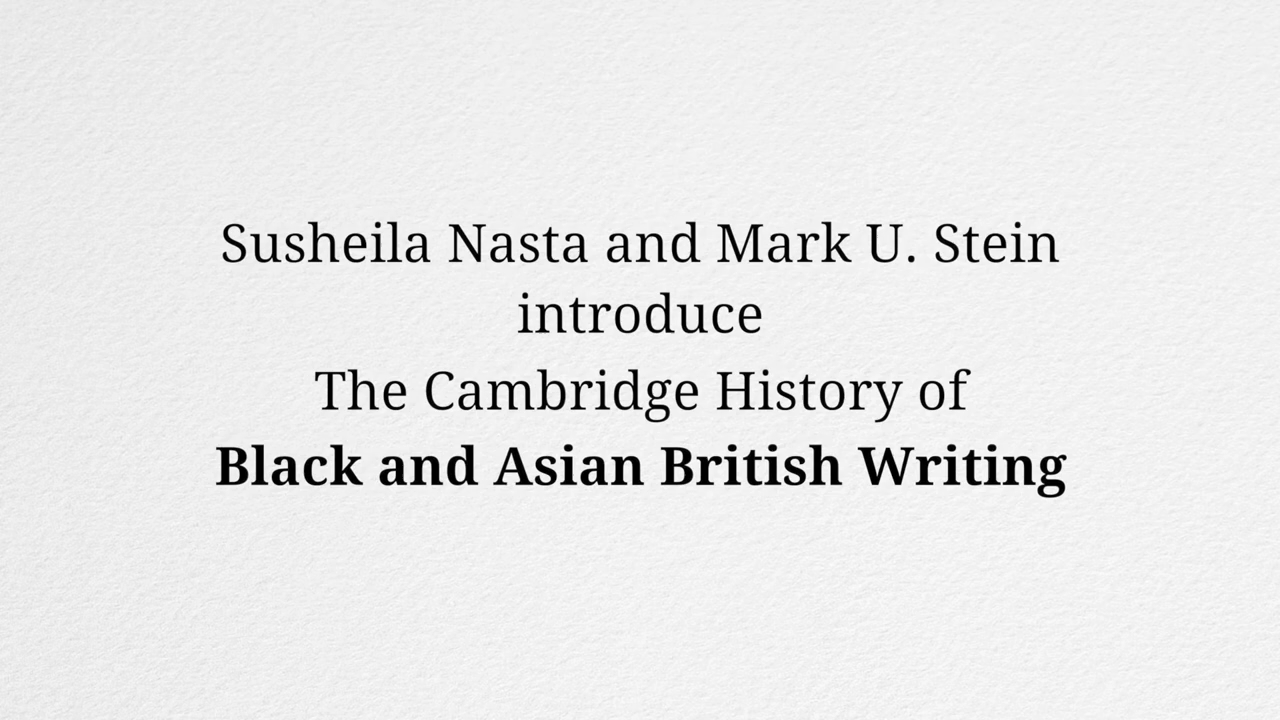 Susheila Nasta and Mark U. Stein
introduce
The Cambridge History of
Black and Asian British Writing